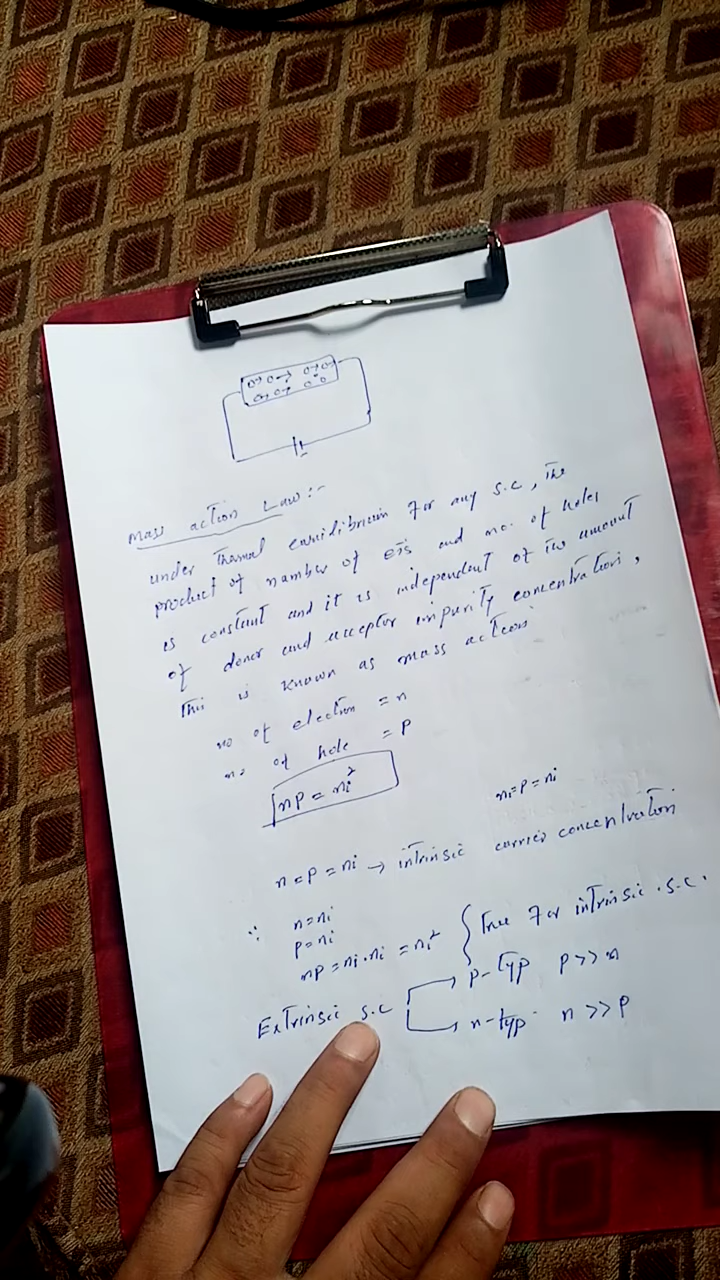 mass action Law :-
under Thermal equilibrium for any s.c, the
product of number of e's and no. of holes
is constant and it is independent of the amount
of donor and acceptor impurity concentration,
This is known as mass action
no of electron = n
no of hole = P
nP = ni²
n=P=ni
n=P=ni → intrinsic carrier concentration
∵ n=ni
P=ni
nP=ni.ni = ni² { True for intrinsic s.c.
Extrinsic s.c
P-typ P>>n
n-typ n>>P